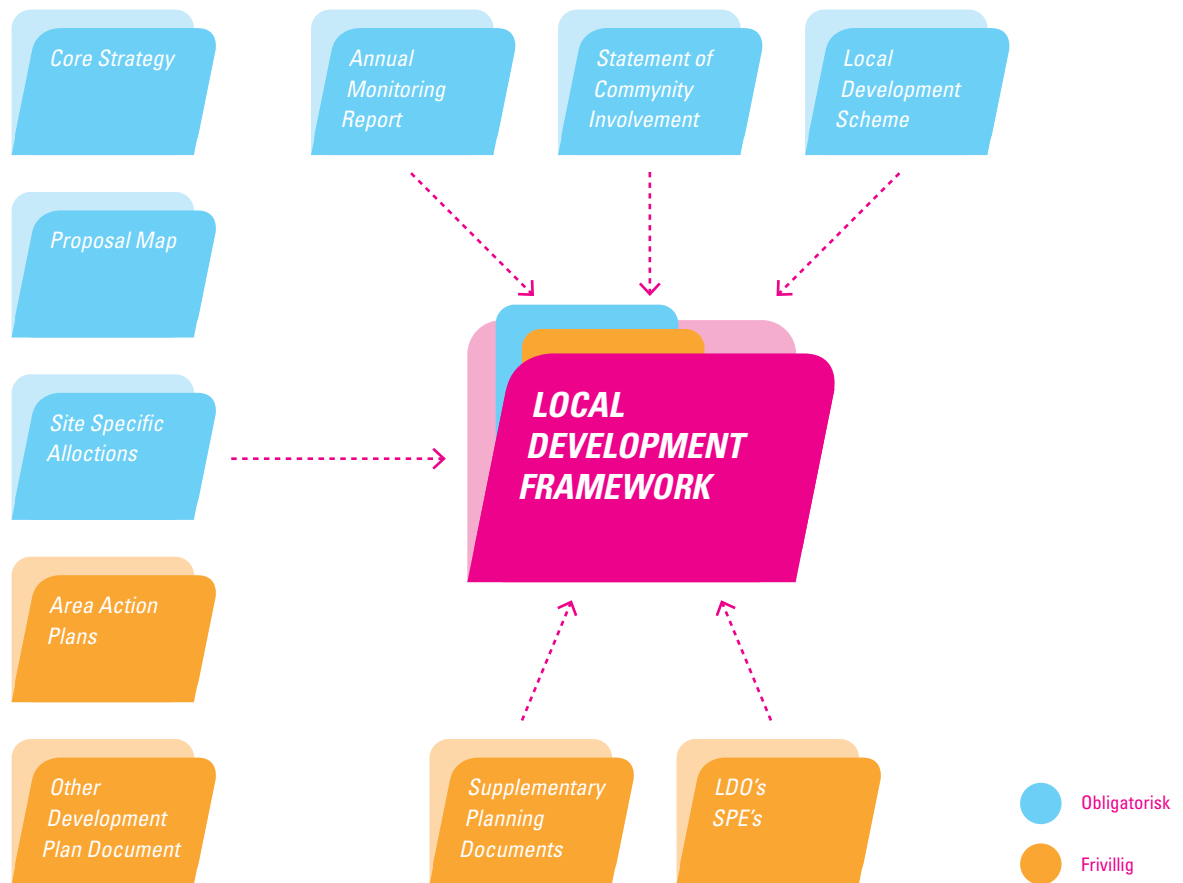 Core Strategy
Annual
Monitoring
Report
Statement of
Commynity
Involvement
Local
Development
Scheme
Proposal Map
Site Specific
Alloctions
LOCAL
DEVELOPMENT
FRAMEWORK
Area Action
Plans
Other
Development
Plan Document
Supplementary
Planning
Documents
LDO's
SPE's
Obligatorisk
Frivillig